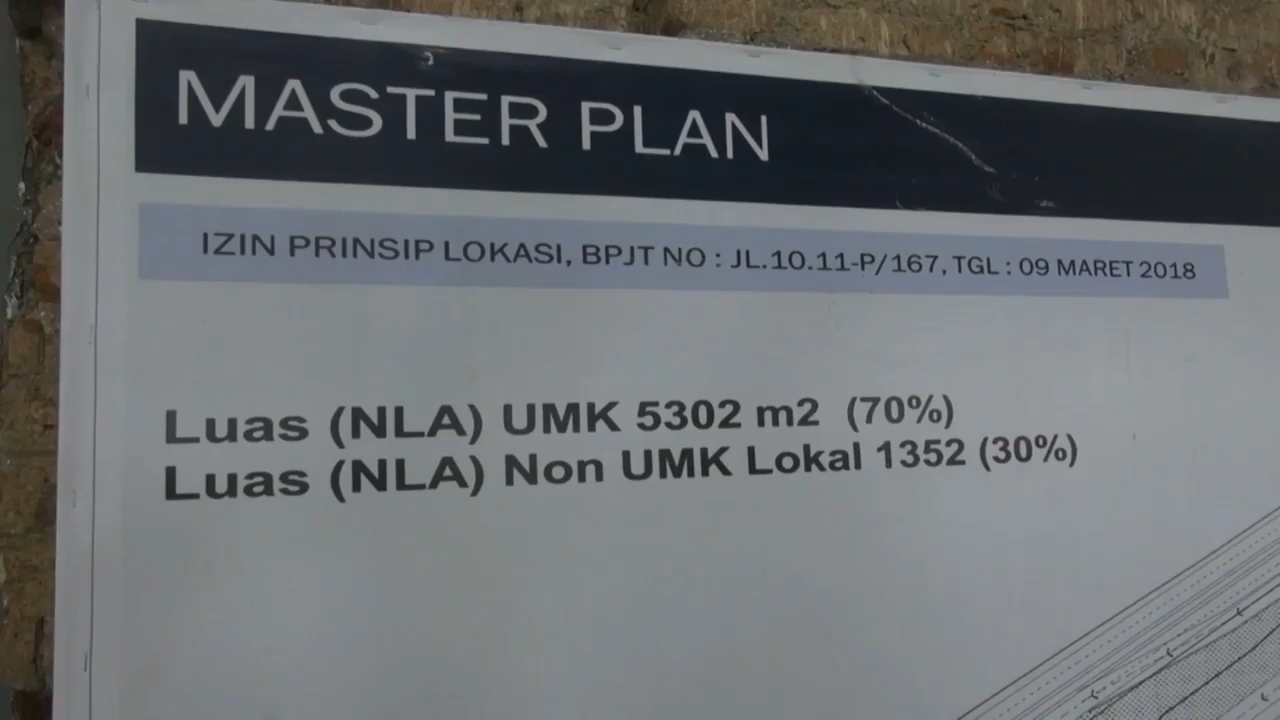 MASTER PLAN
IZIN PRINSIP LOKASI, BPJT NO : JL.10.11-P/167, TGL : 09 MARET 2018
Luas (NLA) UMK 5302 m2 (70%)
Luas (NLA) Non UMK Lokal 1352 (30%)